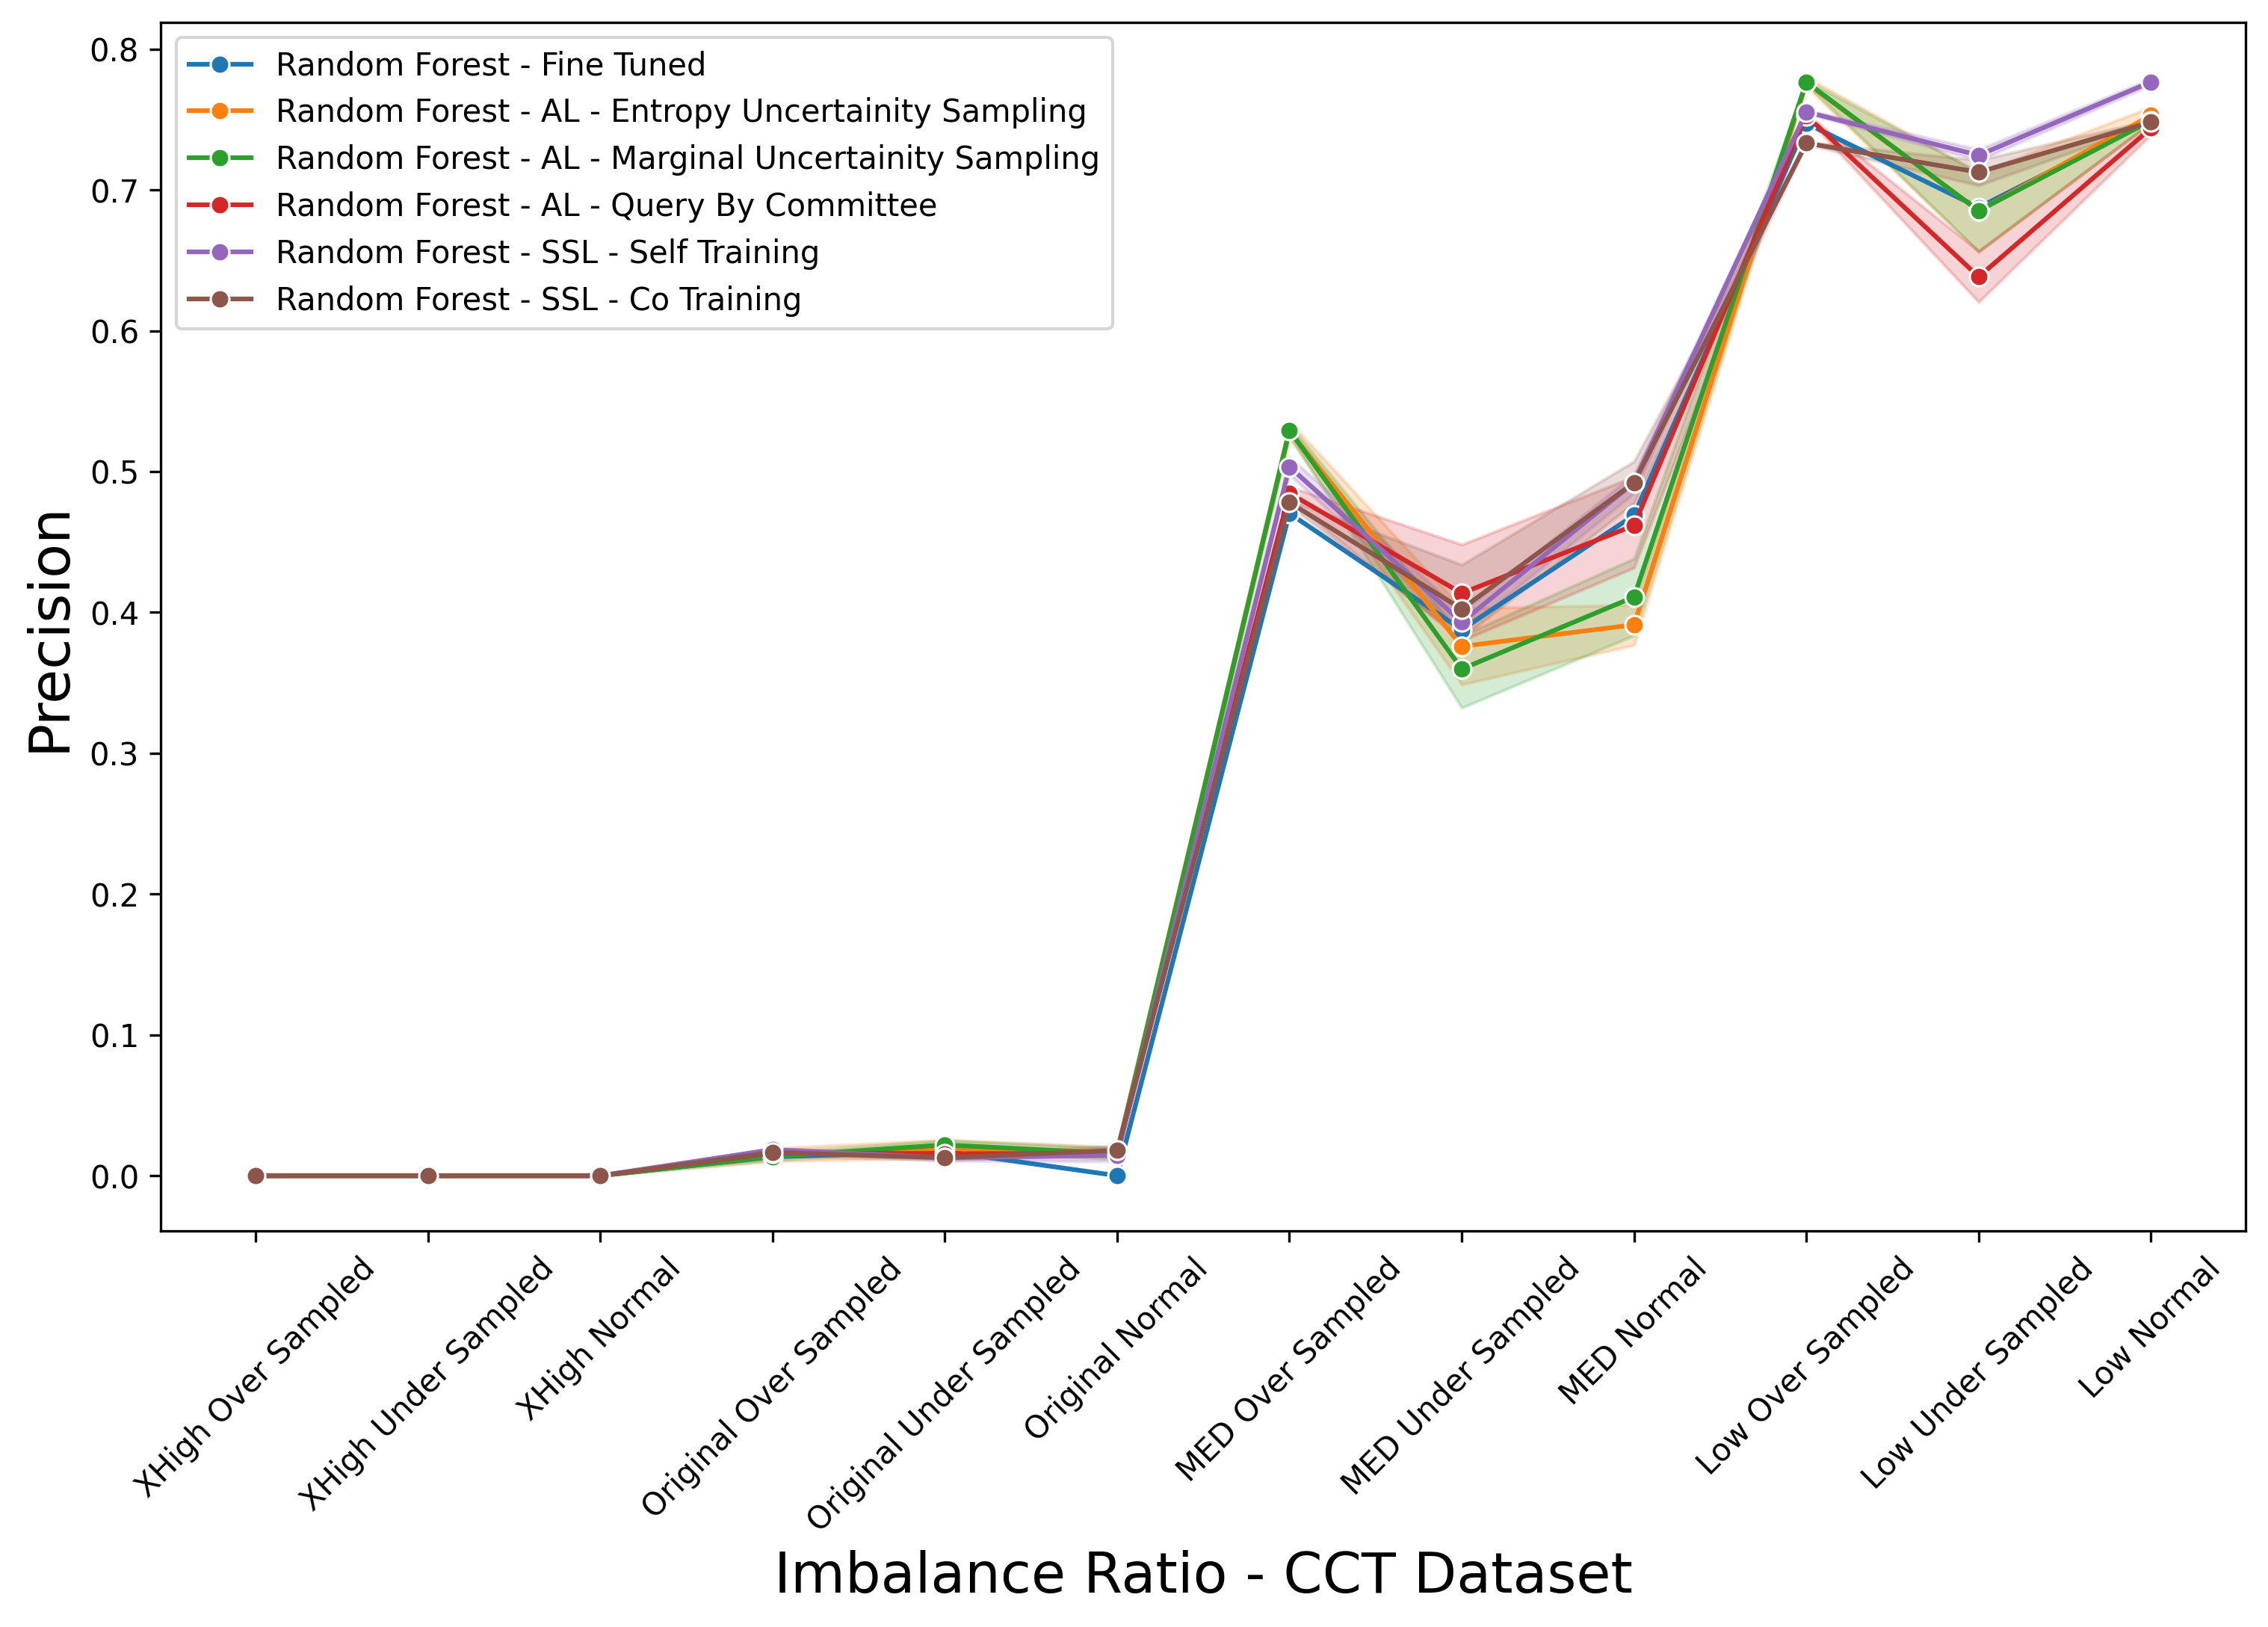 Random Forest - Fine Tuned
Random Forest - AL - Entropy Uncertainity Sampling
Random Forest - AL - Marginal Uncertainity Sampling
Random Forest - AL - Query By Committee
Random Forest - SSL - Self Training
Random Forest - SSL - Co Training
Precision
0.8
0.7
0.6
0.5
0.4
0.3
0.2
0.1
0.0
XHigh Over Sampled
XHigh Under Sampled
XHigh Normal
Original Over Sampled
Original Under Sampled
Original Normal
MED Over Sampled
MED Under Sampled
MED Normal
Low Over Sampled
Low Under Sampled
Low Normal
Imbalance Ratio - CCT Dataset